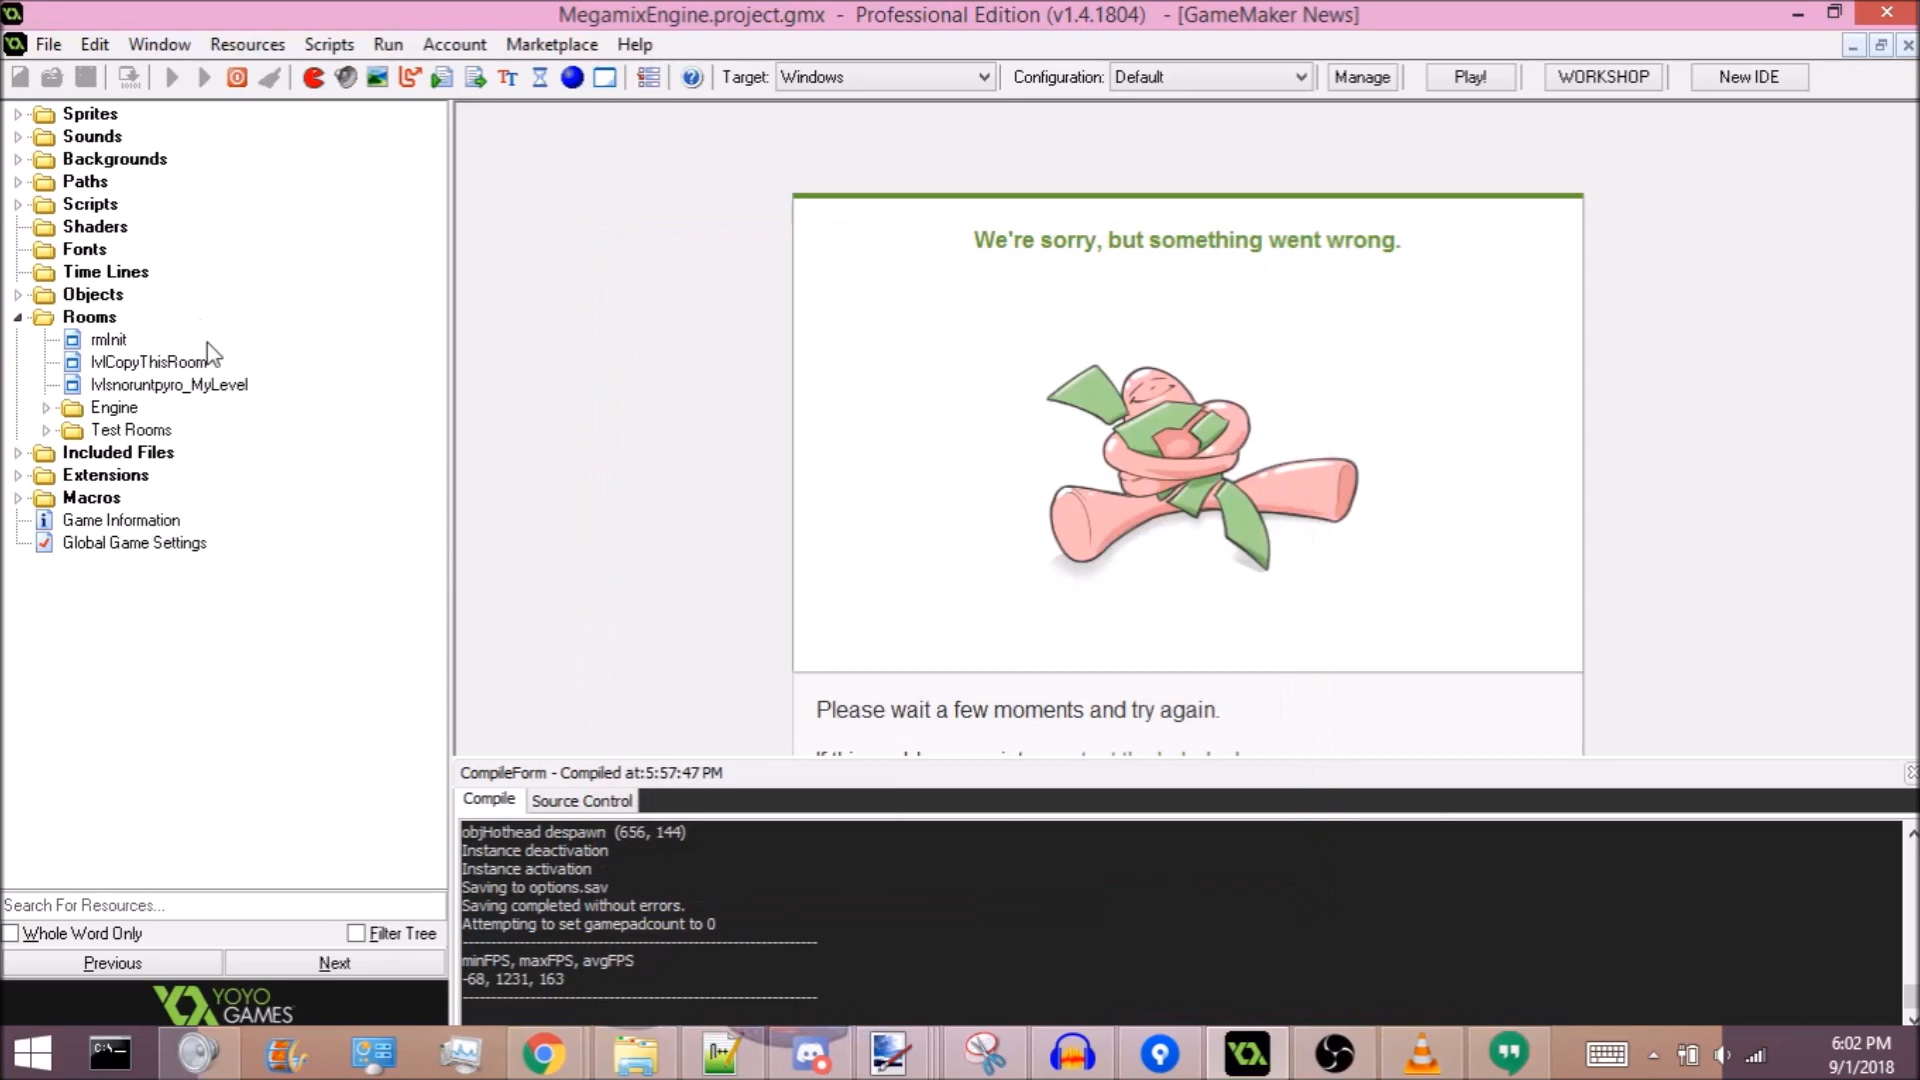 MegamixEngine.project.gmx - Professional Edition (v1.4.1804) - [GameMaker News]
File Edit Window Resources Scripts Run Account Marketplace Help
Target: Windows Configuration: Default Manage Play! WORKSHOP New IDE
Sprites
Sounds
Backgrounds
Paths
Scripts
Shaders
Fonts
Time Lines
Objects
Rooms
rmInit
lvlCopyThisRoom
lvlsnoruntpyro_MyLevel
Engine
Test Rooms
Included Files
Extensions
Macros
Game Information
Global Game Settings
Search For Resources...
Whole Word Only Filter Tree
Previous Next
YOYO
GAMES
We're sorry, but something went wrong.
Please wait a few moments and try again.
CompileForm - Compiled at:5:57:47 PM
Compile Source Control
objHothead despawn (656, 144)
Instance deactivation
Instance activation
Saving to options.sav
Saving completed without errors.
Attempting to set gamepadcount to 0
minFPS, maxFPS, avgFPS
-68, 1231, 163
6:02 PM
9/1/2018